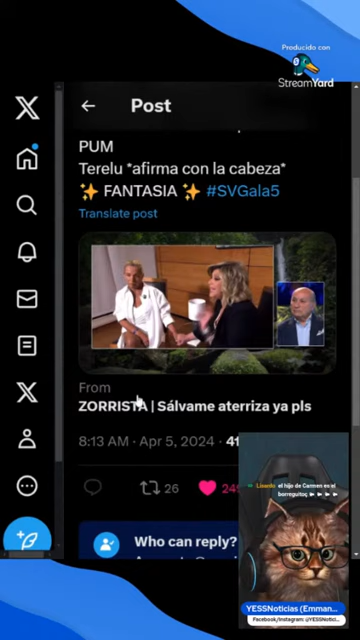 Producido con
StreamYard
Post
PUM
Terelu *afirma con la cabeza*
✨ FANTASIA ✨ #SVGala5
Translate post
From
ZORRISTA | Sálvame aterriza ya pls
8:13 AM · Apr 5, 2024 · 41
26
Who can reply?
el hijo de Carmen es el
borreguito
YESSNoticias (Emman...
Facebook/Instagram: @YESSNotici...